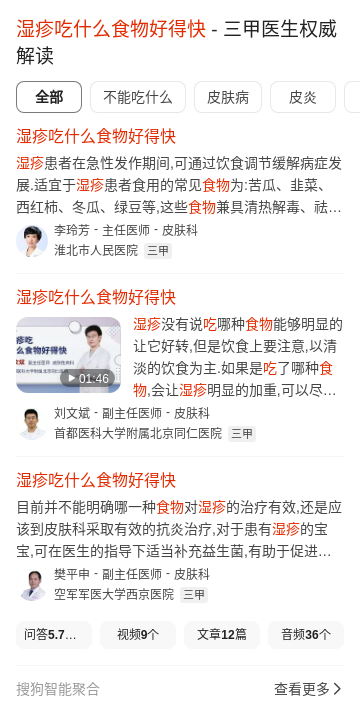 湿疹吃什么食物好得快 - 三甲医生权威
解读
全部
不能吃什么
皮肤病
皮炎
湿疹吃什么食物好得快
湿疹患者在急性发作期间,可通过饮食调节缓解病症发
展.适宜于湿疹患者食用的常见食物为:苦瓜、韭菜、
西红柿、冬瓜、绿豆等,这些食物兼具清热解毒、祛...
李玲芳 - 主任医师 - 皮肤科
淮北市人民医院 三甲
湿疹吃什么食物好得快
湿疹没有说吃哪种食物能够明显的
让它好转,但是饮食上要注意,以清
淡的饮食为主.如果是吃了哪种食
物,会让湿疹明显的加重,可以尽...
01:46
刘文斌 - 副主任医师 - 皮肤科
首都医科大学附属北京同仁医院 三甲
湿疹吃什么食物好得快
目前并不能明确哪一种食物对湿疹的治疗有效,还是应
该到皮肤科采取有效的抗炎治疗,对于患有湿疹的宝
宝,可在医生的指导下适当补充益生菌,有助于促进...
樊平申 - 副主任医师 - 皮肤科
空军军医大学西京医院 三甲
问答5.7...
视频9个
文章12篇
音频36个
搜狗智能聚合
查看更多